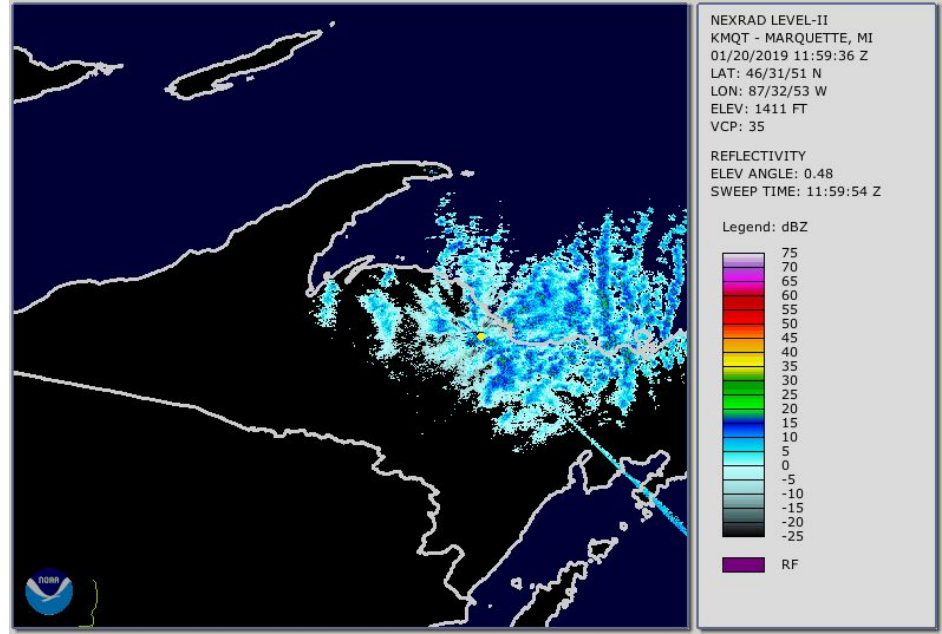 NEXRAD LEVEL-II
KMQT - MARQUETTE, MI
01/20/2019 11:59:36 Z
LAT: 46/31/51 N
LON: 87/32/53 W
ELEV: 1411 FT
VCP: 35
REFLECTIVITY
ELEV ANGLE: 0.48
SWEEP TIME: 11:59:54 Z
Legend: dBZ
75
70
65
60
55
50
45
40
35
30
25
20
15
10
5
0
-5
-10
-15
-20
-25
RF
NOAA